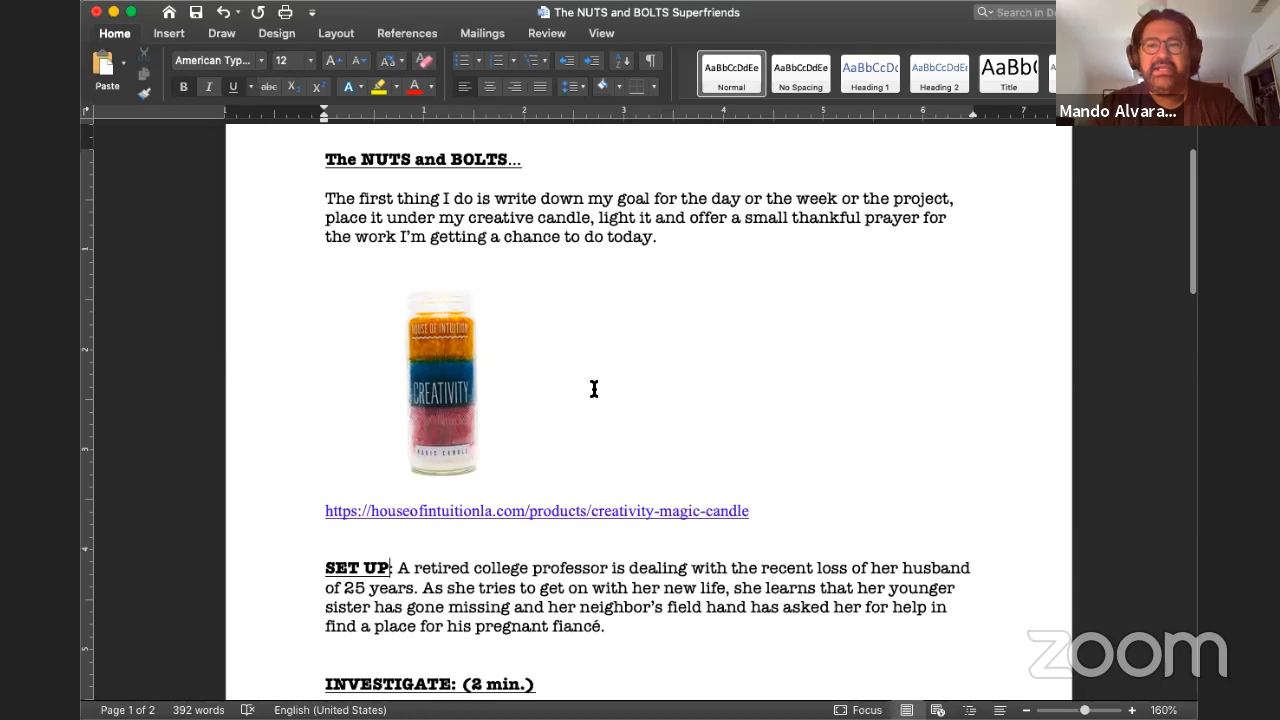 The NUTS and BOLTS Superfriends
Search in Do
Home Insert Draw Design Layout References Mailings Review View
Paste
American Typ... 12
AaBbCcDdEe
Normal
AaBbCcDdEe
No Spacing
AaBbCcDc
Heading 1
AaBbCcDdEe
Heading 2
AaBbCcDc
Title
Mando Alvara...
The NUTS and BOLTS...
The first thing I do is write down my goal for the day or the week or the project,
place it under my creative candle, light it and offer a small thankful prayer for
the work I'm getting a chance to do today.
HOUSE OF INTUITION
CREATIVITY
MAGIC CANDLE
https://houseofintuitionla.com/products/creativity-magic-candle
SET UP: A retired college professor is dealing with the recent loss of her husband
of 25 years. As she tries to get on with her new life, she learns that her younger
sister has gone missing and her neighbor's field hand has asked her for help in
find a place for his pregnant fiancé.
INVESTIGATE: (2 min.)
zoom
Page 1 of 2 392 words English (United States) Focus 160%